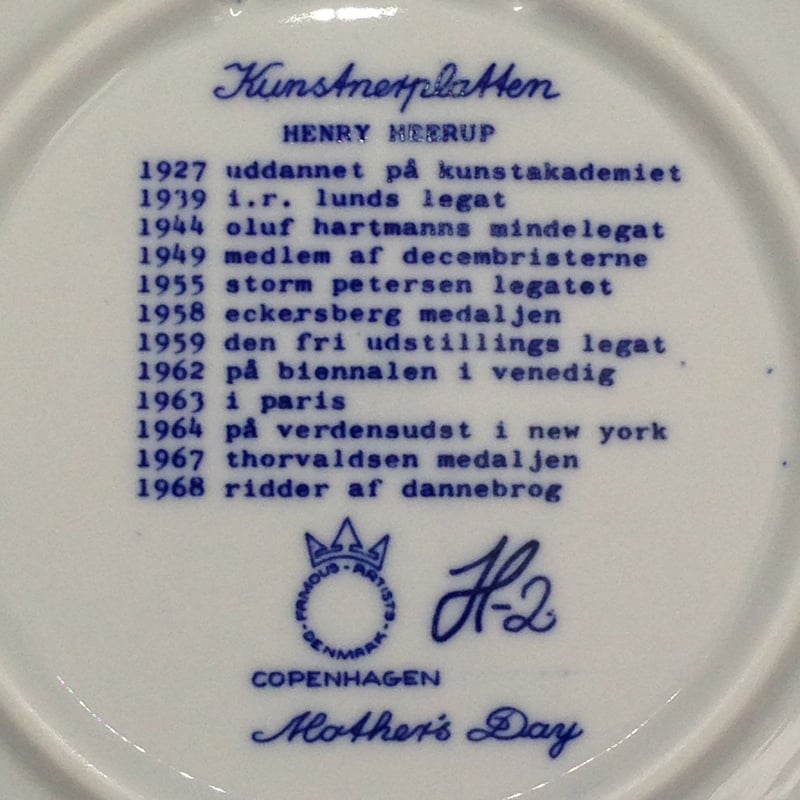 Kunstnerplatten
HENRY HEERUP
1927 uddannet på kunstakademiet
1939 i.r. lunds legat
1944 oluf hartmanns mindelegat
1949 medlem af decembristerne
1955 storm petersen legatet
1958 eckersberg medaljen
1959 den fri udstillings legat
1962 på biennalen i venedig
1963 i paris
1964 på verdensudst i new york
1967 thorvaldsen medaljen
1968 ridder af dannebrog
FAMOUS-ARTISTS-DENMARK-
H-2
COPENHAGEN
Mother's Day